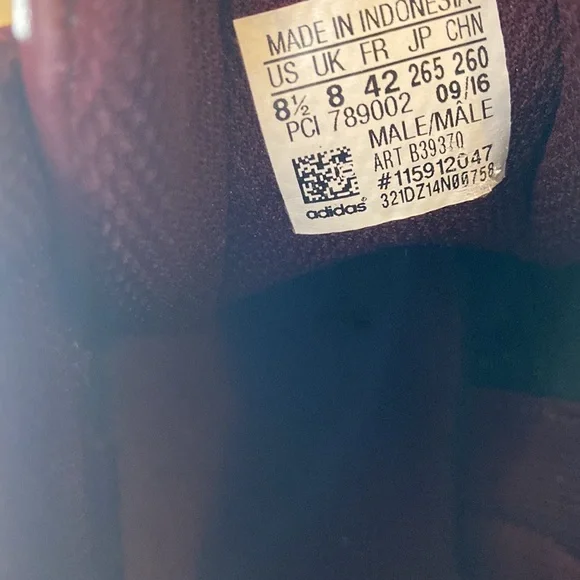 MADE IN INDONESIA
US UK FR JP CHN
8½ 8 42 265 260
PCI 789002 09/16
MALE/MÂLE
ART B39370
#115912047
321DZ14N00758
adidas